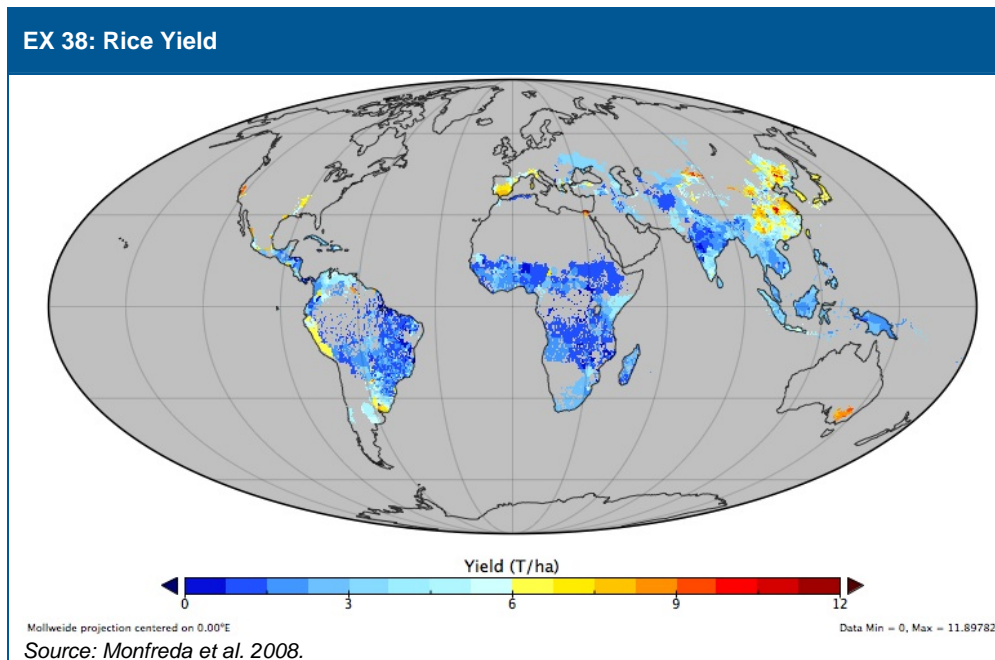 EX 38: Rice Yield
Yield (T/ha)
0 3 6 9 12
Mollweide projection centered on 0.00°E Data Min = 0, Max = 11.89782
Source: Monfreda et al. 2008.